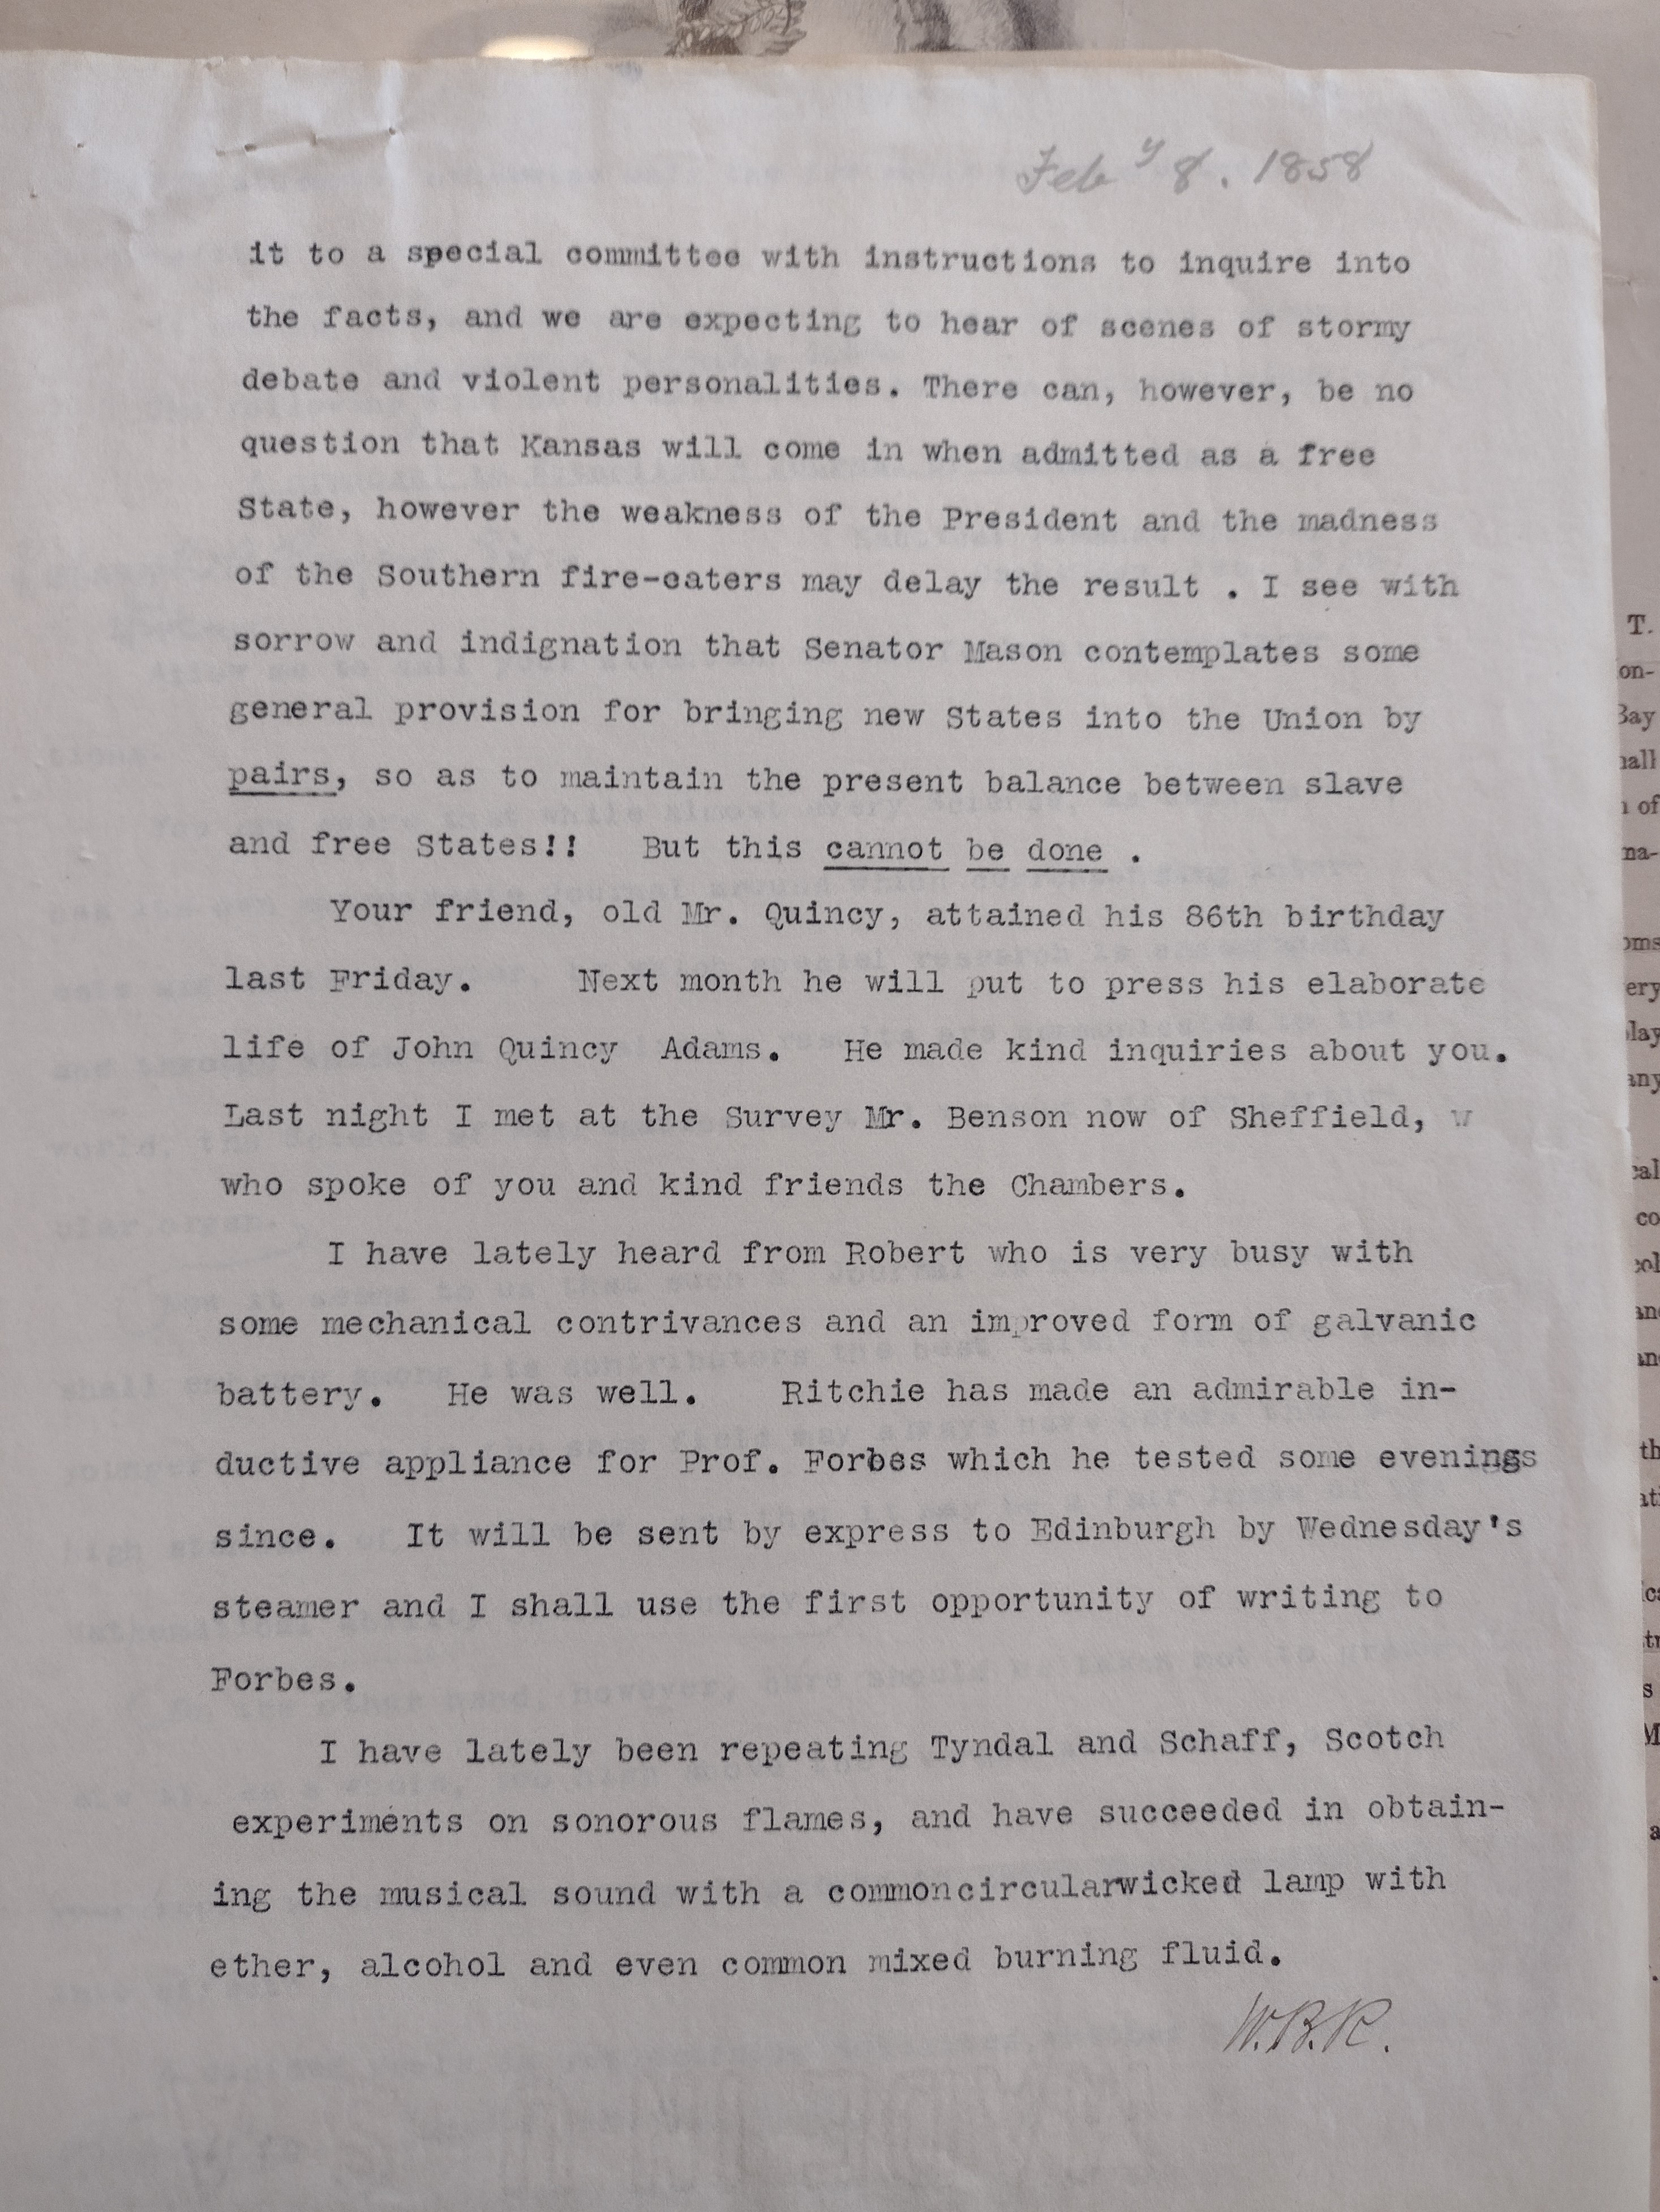 Feb y 8. 1858
it to a special committee with instructions to inquire into
the facts, and we are expecting to hear of scenes of stormy
debate and violent personalities. There can, however, be no
question that Kansas will come in when admitted as a free
State, however the weakness of the President and the madness
of the Southern fire-eaters may delay the result . I see with
sorrow and indignation that Senator Mason contemplates some
general provision for bringing new States into the Union by
pairs, so as to maintain the present balance between slave
and free States!! But this cannot be done .
Your friend, old Mr. Quincy, attained his 86th birthday
last Friday. Next month he will put to press his elaborate
life of John Quincy Adams. He made kind inquiries about you.
Last night I met at the Survey Mr. Benson now of Sheffield, w
who spoke of you and kind friends the Chambers.
I have lately heard from Robert who is very busy with
some mechanical contrivances and an improved form of galvanic
battery. He was well. Ritchie has made an admirable in-
ductive appliance for Prof. Forbes which he tested some evenings
since. It will be sent by express to Edinburgh by Wednesday's
steamer and I shall use the first opportunity of writing to
Forbes.
I have lately been repeating Tyndal and Schaff, Scotch
experiments on sonorous flames, and have succeeded in obtain-
ing the musical sound with a commoncircularwicked lamp with
ether, alcohol and even common mixed burning fluid.
W.B.R.
T.
on-
Bay
of